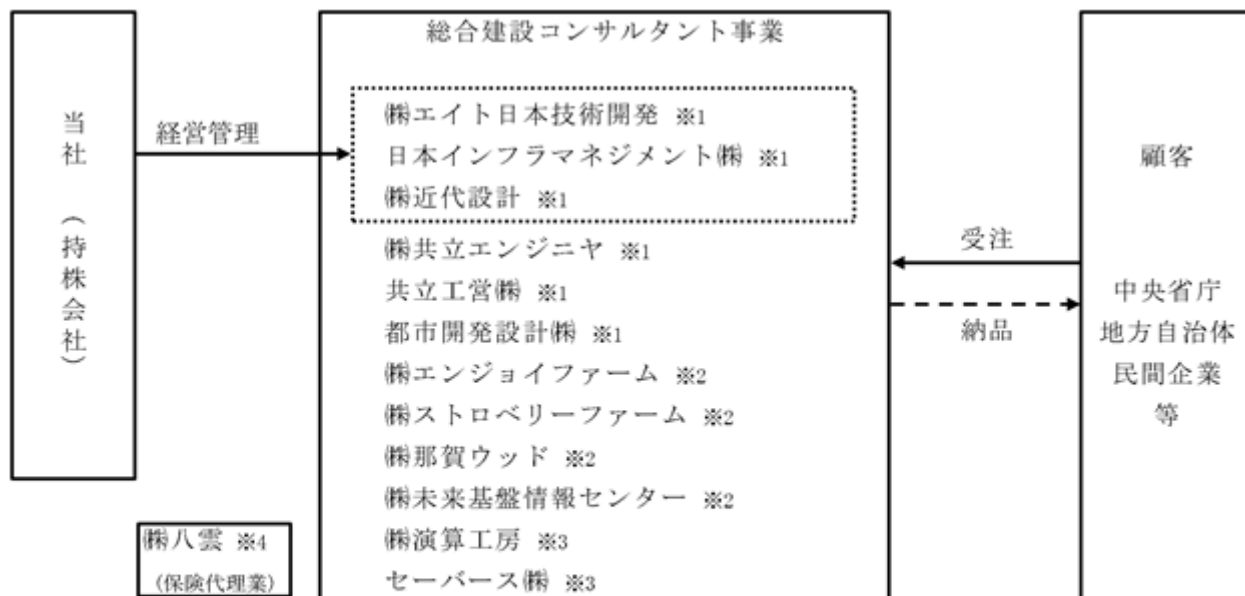 当社（持株会社）
経営管理
総合建設コンサルタント事業
㈱エイト日本技術開発 ※1
日本インフラマネジメント㈱ ※1
㈱近代設計 ※1
㈱共立エンジニヤ ※1
共立工営㈱ ※1
都市開発設計㈱ ※1
㈱エンジョイファーム ※2
㈱ストロベリーファーム ※2
㈱那賀ウッド ※2
㈱未来基盤情報センター ※2
㈱演算工房 ※3
セーバース㈱ ※3
㈱八雲 ※4
（保険代理業）
受注
納品
顧客
中央省庁
地方自治体
民間企業
等